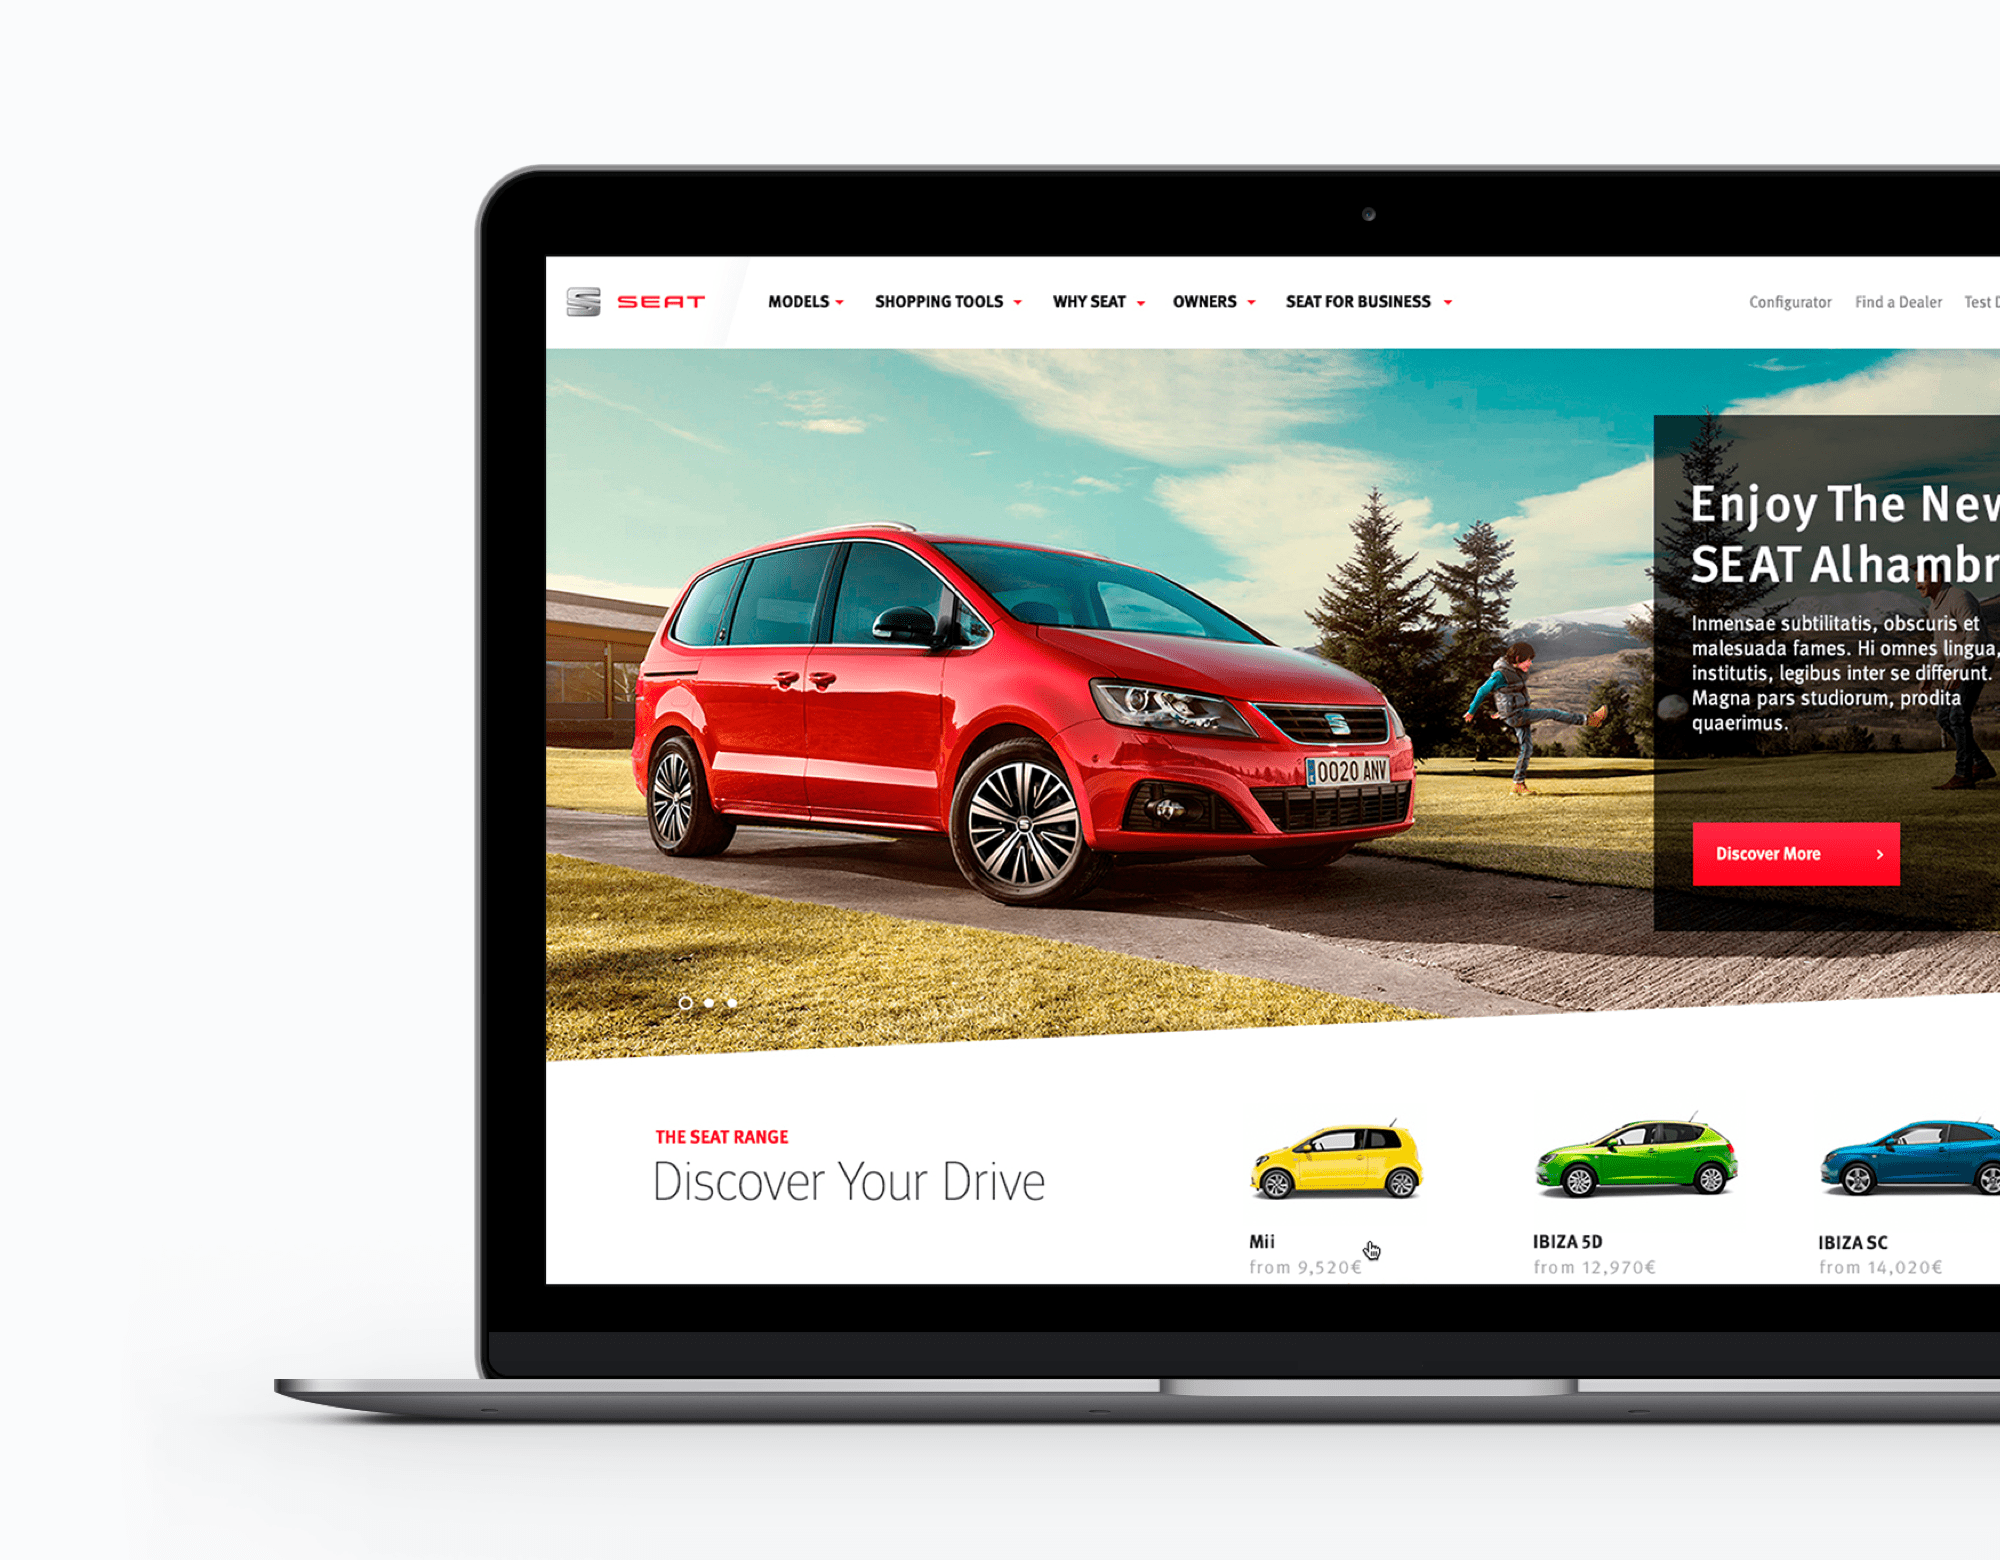 SEAT
MODELS
SHOPPING TOOLS
WHY SEAT
OWNERS
SEAT FOR BUSINESS
Configurator
Find a Dealer
Test
Enjoy The New
SEAT Alhambr
Inmensae subtilitatis, obscuris et
malesuada fames. Hi omnes lingua,
institutis, legibus inter se differunt.
Magna pars studiorum, prodita
quaerimus.
0020 ANV
Discover More
THE SEAT RANGE
Discover Your Drive
Mii
from 9,520€
IBIZA 5D
from 12,970€
IBIZA SC
from 14,020€